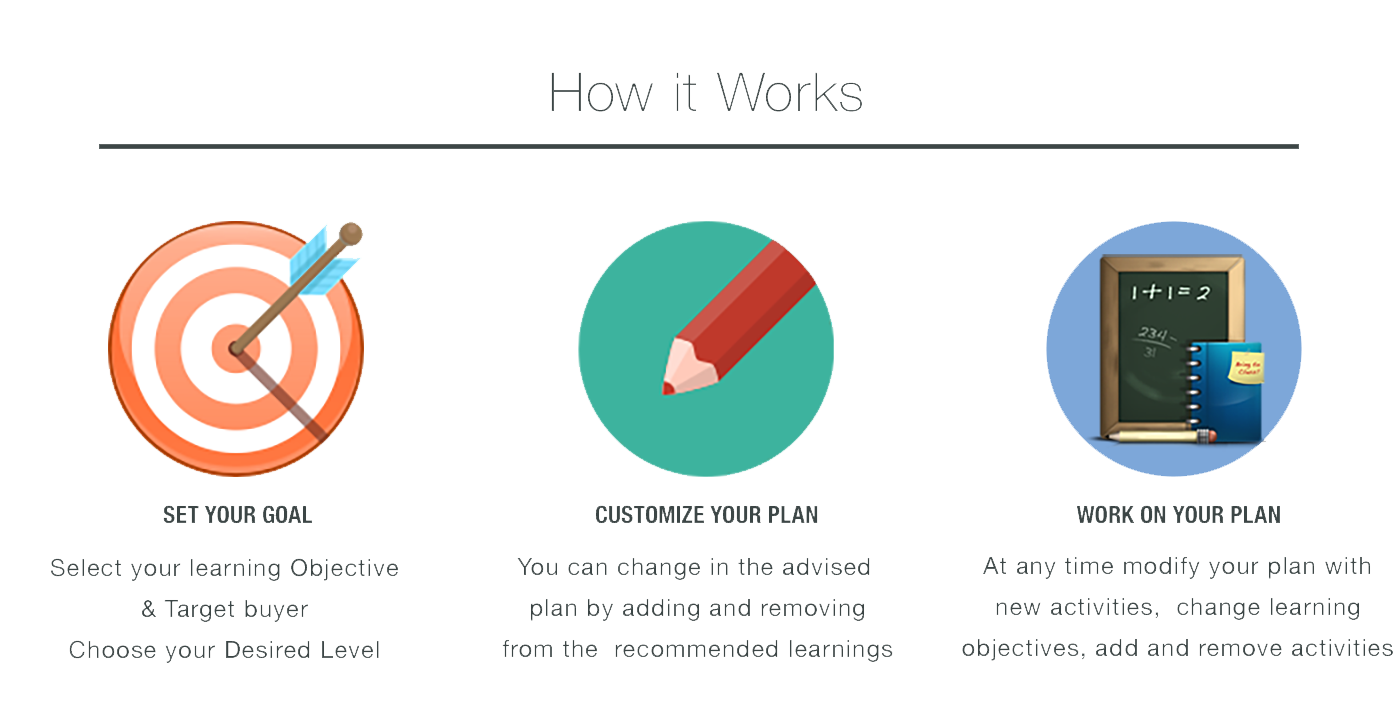 How it Works
1+1=2
234-
31
Bring to
Class!
SET YOUR GOAL
Select your learning Objective
& Target buyer
Choose your Desired Level
CUSTOMIZE YOUR PLAN
You can change in the advised
plan by adding and removing
from the  recommended learnings
WORK ON YOUR PLAN
At any time modify your plan with
new activities,  change learning
objectives, add and remove activities